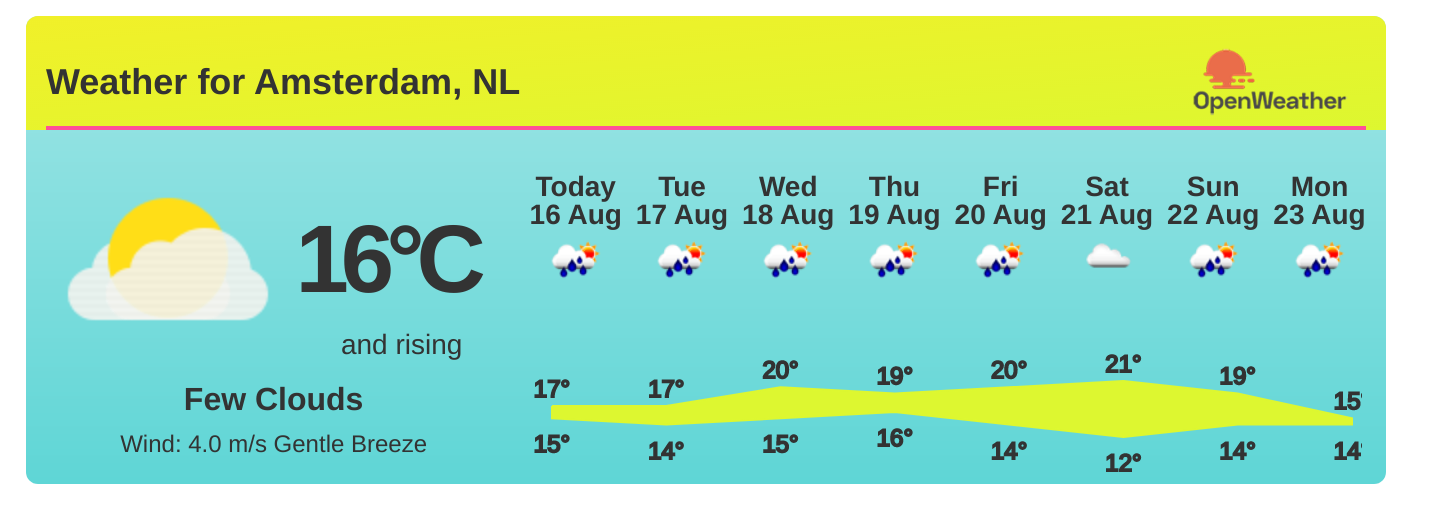 Weather for Amsterdam, NL
OpenWeather
16°C
and rising
Few Clouds
Wind: 4.0 m/s Gentle Breeze
Today Tue Wed Thu Fri Sat Sun Mon
16 Aug 17 Aug 18 Aug 19 Aug 20 Aug 21 Aug 22 Aug 23 Aug
17° 17° 20° 19° 20° 21° 19° 15°
15° 14° 15° 16° 14° 12° 14° 14°